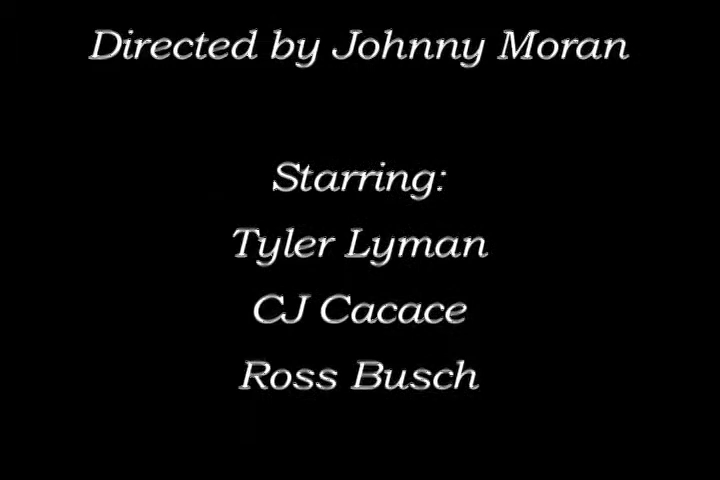 Directed by Johnny Moran
Starring:
Tyler Lyman
CJ Cacace
Ross Busch